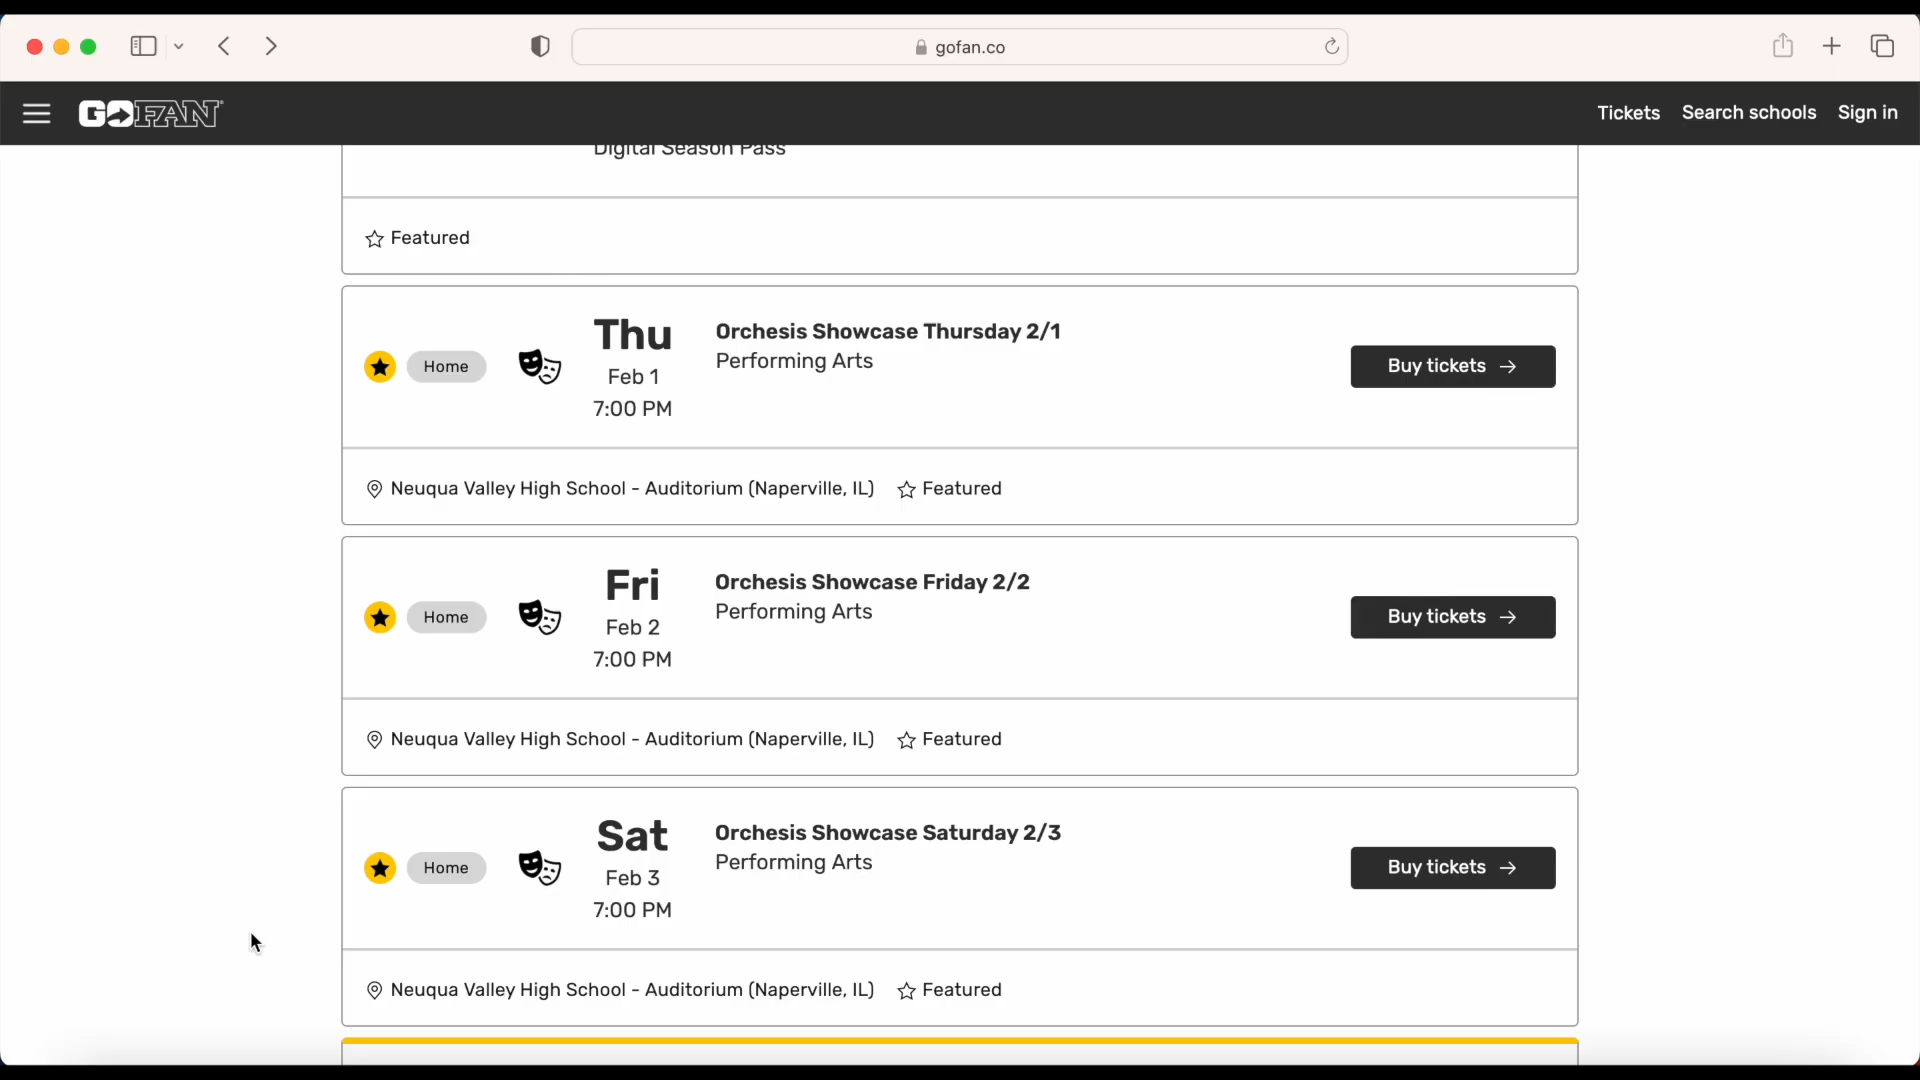 gofan.co
GOFAN
Tickets
Search schools
Sign in
Digital Season Pass
Featured
Home
Thu
Feb 1
7:00 PM
Orchesis Showcase Thursday 2/1
Performing Arts
Buy tickets →
Neuqua Valley High School - Auditorium (Naperville, IL)
Featured
Home
Fri
Feb 2
7:00 PM
Orchesis Showcase Friday 2/2
Performing Arts
Buy tickets →
Neuqua Valley High School - Auditorium (Naperville, IL)
Featured
Home
Sat
Feb 3
7:00 PM
Orchesis Showcase Saturday 2/3
Performing Arts
Buy tickets →
Neuqua Valley High School - Auditorium (Naperville, IL)
Featured